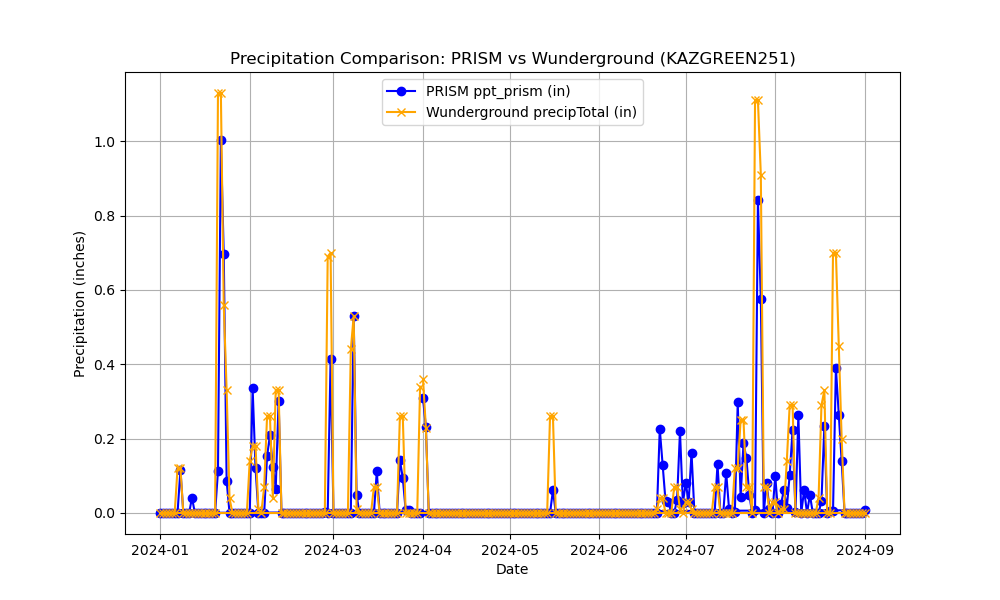 Precipitation Comparison: PRISM vs Wunderground (KAZGREEN251)
PRISM ppt_prism (in)
Wunderground precipTotal (in)
1.0
0.8
0.6
0.4
0.2
0.0
Precipitation (inches)
2024-01 2024-02 2024-03 2024-04 2024-05 2024-06 2024-07 2024-08 2024-09
Date